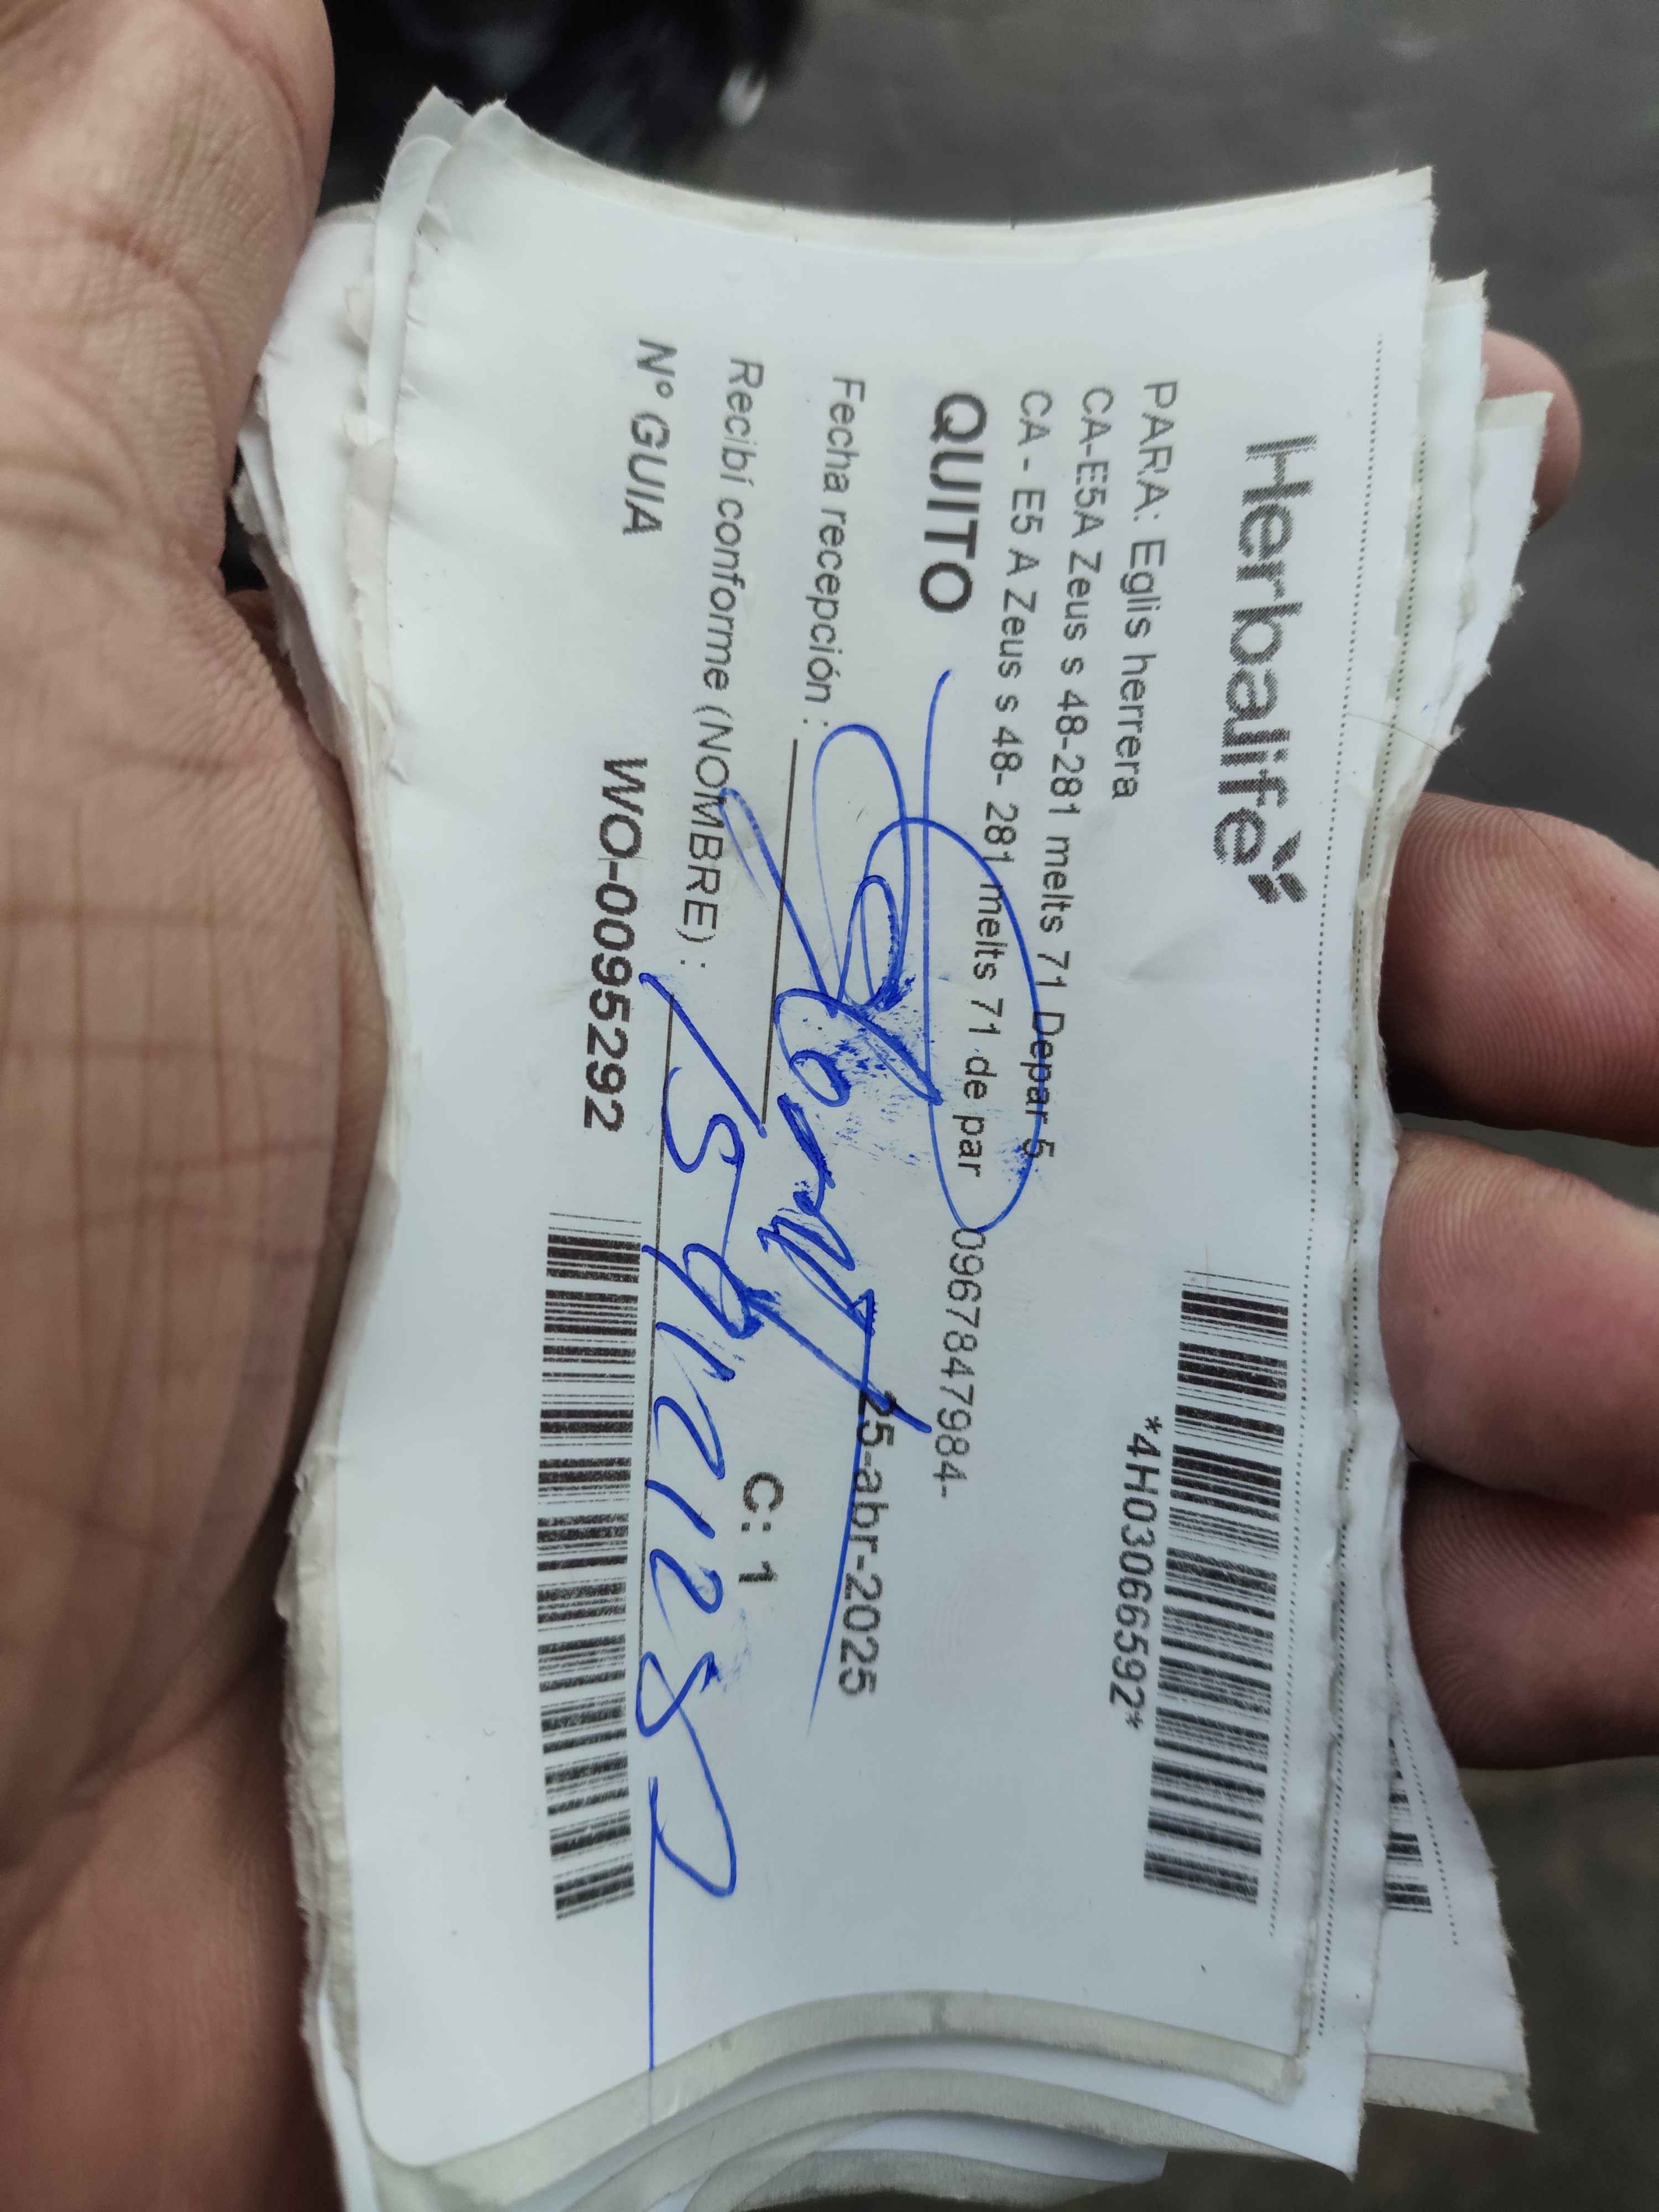 Herbalife
*4H03066592*
PARA: Eglis herrera
CA-E5A Zeus s 48-281 melts 71 Depar 5
CA - E5 A Zeus s 48- 281 melts 71 de par 0967847984-
QUITO
25-abr-2025
Fecha recepción :
C: 1
Recibí conforme (NOMBRE) :
Nº GUIA WO-0095292